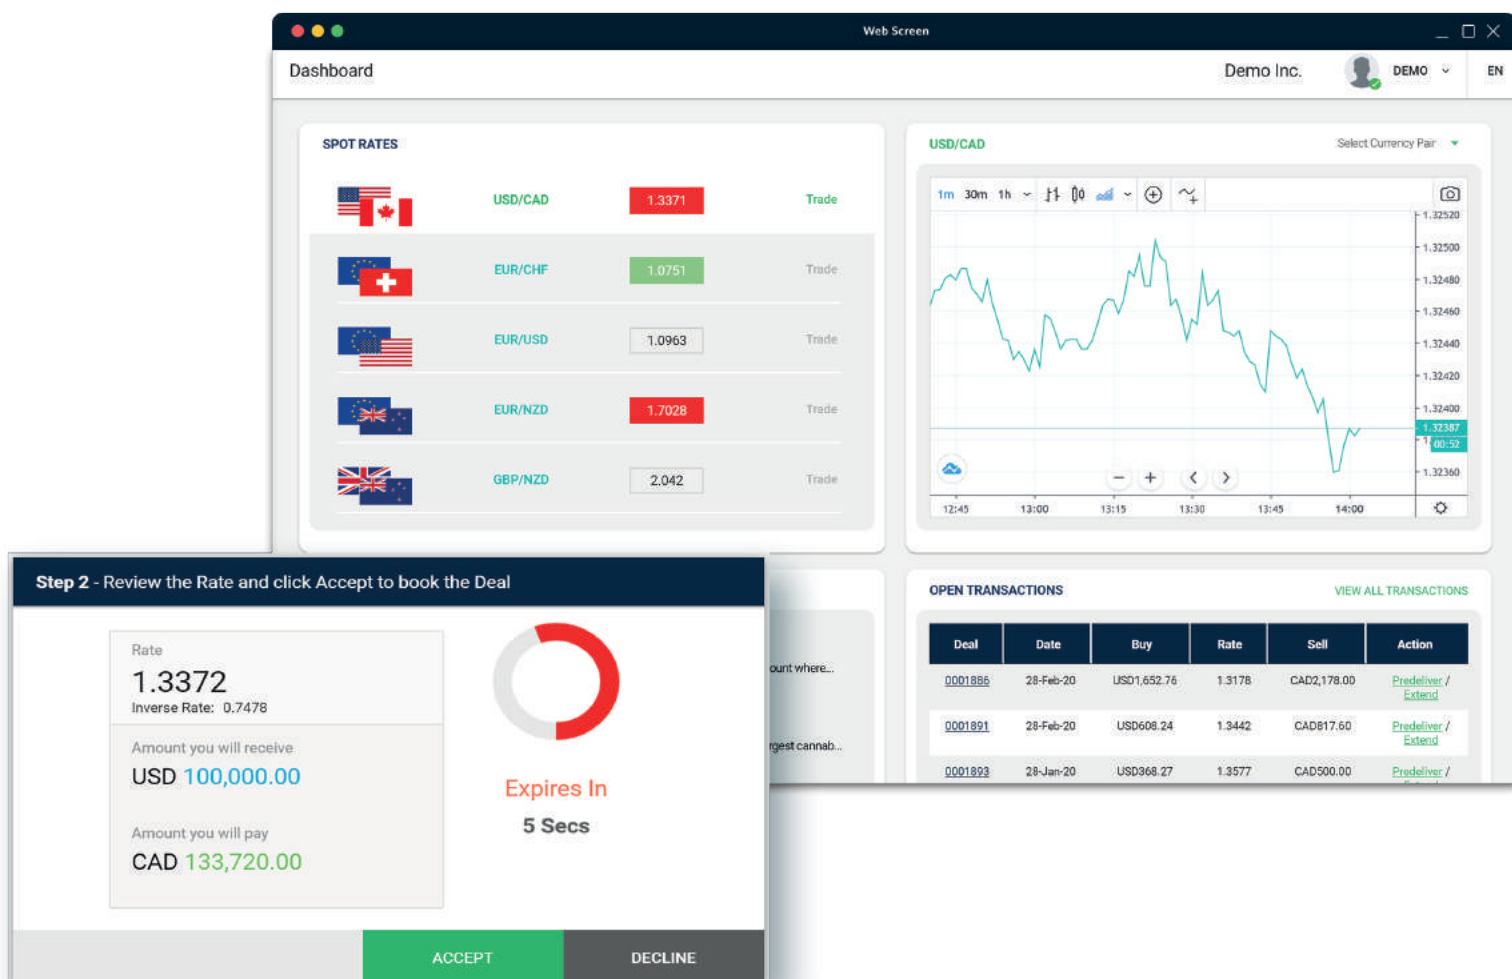 Web Screen
Dashboard
Demo Inc.
DEMO
EN
SPOT RATES
USD/CAD 1.3371 Trade
EUR/CHF 1.0751 Trade
EUR/USD 1.0963 Trade
EUR/NZD 1.7028 Trade
GBP/NZD 2.042 Trade
USD/CAD
Select Currency Pair
1m 30m 1h
1.32520
1.32500
1.32480
1.32460
1.32440
1.32420
1.32400
1.32387
00:52
1.32360
12:45 13:00 13:15 13:30 13:45 14:00
Step 2 - Review the Rate and click Accept to book the Deal
Rate
1.3372
Inverse Rate: 0.7478
Amount you will receive
USD 100,000.00
Amount you will pay
CAD 133,720.00
Expires In
5 Secs
ACCEPT
DECLINE
ount where...
rgest cannab...
OPEN TRANSACTIONS
VIEW ALL TRANSACTIONS
Deal Date Buy Rate Sell Action
0001886 28-Feb-20 USD1,652.76 1.3178 CAD2,178.00 Predeliver /
Extend
0001891 28-Feb-20 USD608.24 1.3442 CAD817.60 Predeliver /
Extend
0001893 28-Jan-20 USD368.27 1.3577 CAD500.00 Predeliver /